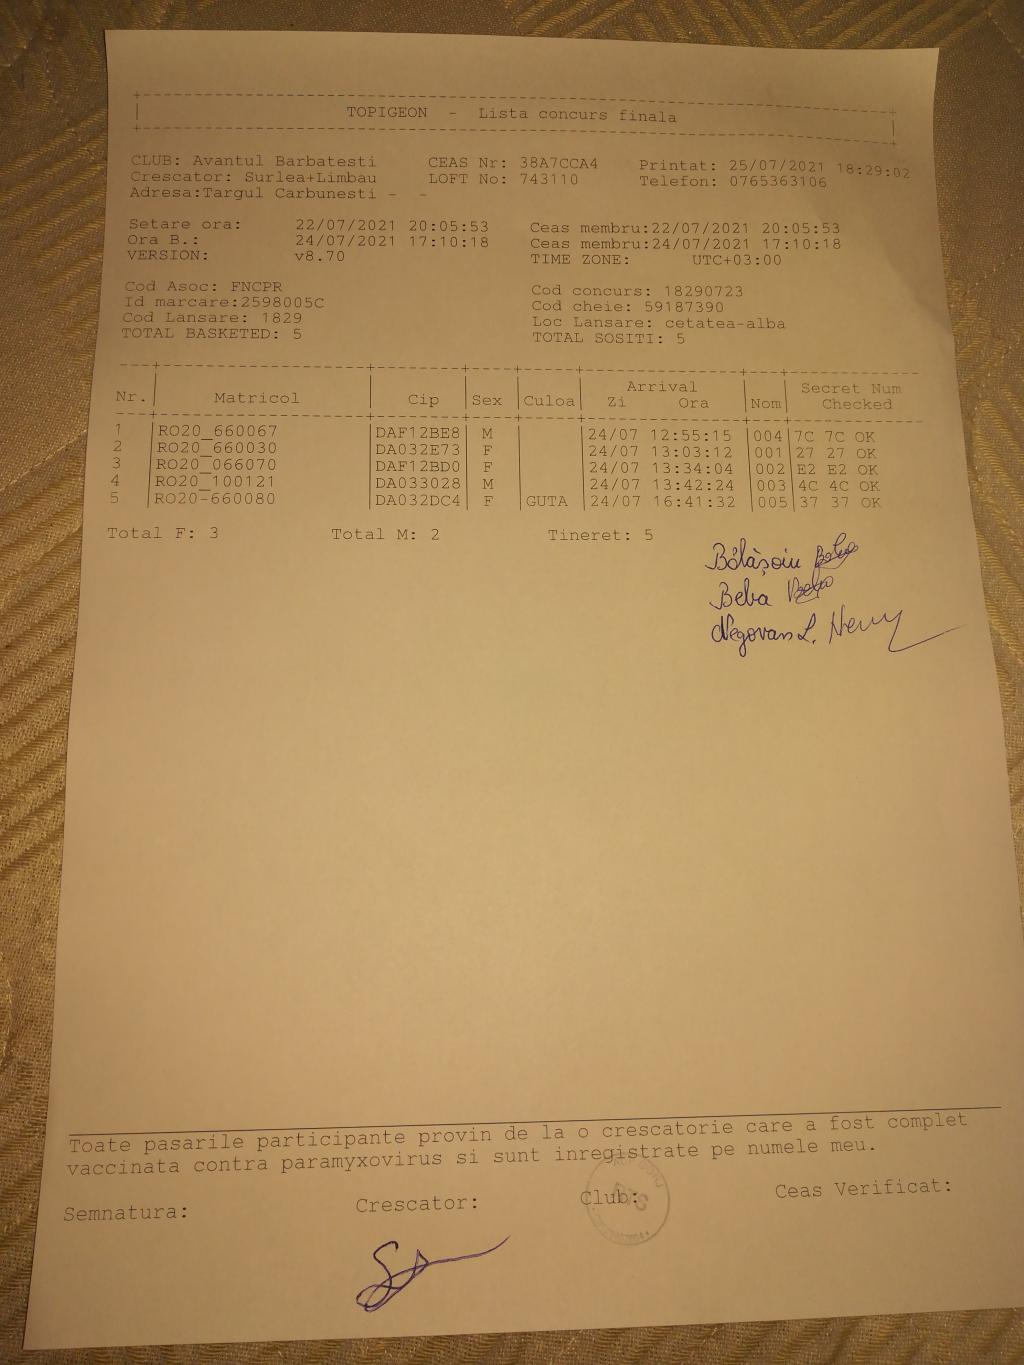 TOPIGEON - Lista concurs finala
CLUB: Avantul Barbatesti CEAS Nr: 38A7CCA4 Printat: 25/07/2021 18:29:02
Crescator: Surlea+Limbau LOFT No: 743110 Telefon: 0765363106
Adresa:Targul Carbunesti - -
Setare ora: 22/07/2021 20:05:53 Ceas membru:22/07/2021 20:05:53
Ora B.: 24/07/2021 17:10:18 Ceas membru:24/07/2021 17:10:18
VERSION: v8.70 TIME ZONE: UTC+03:00
Cod Asoc: FNCPR Cod concurs: 18290723
Id marcare:2598005C Cod cheie: 59187390
Cod Lansare: 1829 Loc Lansare: cetatea-alba
TOTAL BASKETED: 5 TOTAL SOSITI: 5
Nr. Matricol Cip Sex Culoa Arrival Zi Ora Nom Secret Num Checked
1 RO20_660067 DAF12BE8 M 24/07 12:55:15 004 7C 7C OK
2 RO20_660030 DA032E73 F 24/07 13:03:12 001 27 27 OK
3 RO20_066070 DAF12BD0 F 24/07 13:34:04 002 E2 E2 OK
4 RO20_100121 DA033028 M 24/07 13:42:24 003 4C 4C OK
5 RO20-660080 DA032DC4 F GUTA 24/07 16:41:32 005 37 37 OK
Total F: 3 Total M: 2 Tineret: 5
Bălășoiu
Beba
Negovan L.
Toate pasarile participante provin de la o crescatorie care a fost complet
vaccinata contra paramyxovirus si sunt inregistrate pe numele meu.
Semnatura: Crescator: Club: Ceas Verificat: